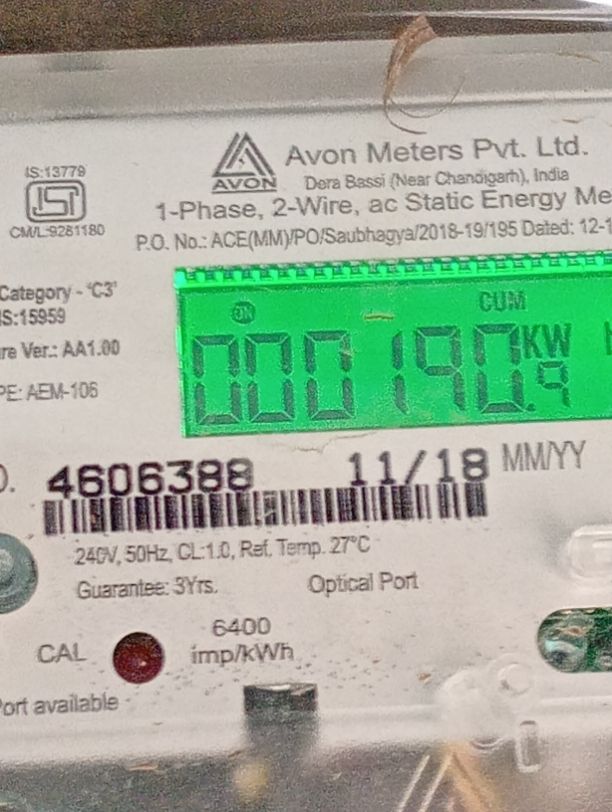 Avon Meters Pvt. Ltd.
AVON
Dera Bassi (Near Chandigarh), India
IS:13779
ISI
CM/L:9281180
1-Phase, 2-Wire, ac Static Energy Me
P.O. No.: ACE(MM)/PO/Saubhagya/2018-19/195 Dated: 12-1
Category - 'C3'
IS:15959
re Ver.: AA1.00
PE: AEM-106
ON
CUM
000190.9 KW
4606388 11/18 MM/YY
240V, 50Hz, CL:1.0, Ref. Temp. 27°C
Guarantee: 3Yrs. Optical Port
CAL
6400
imp/kWh
Port available